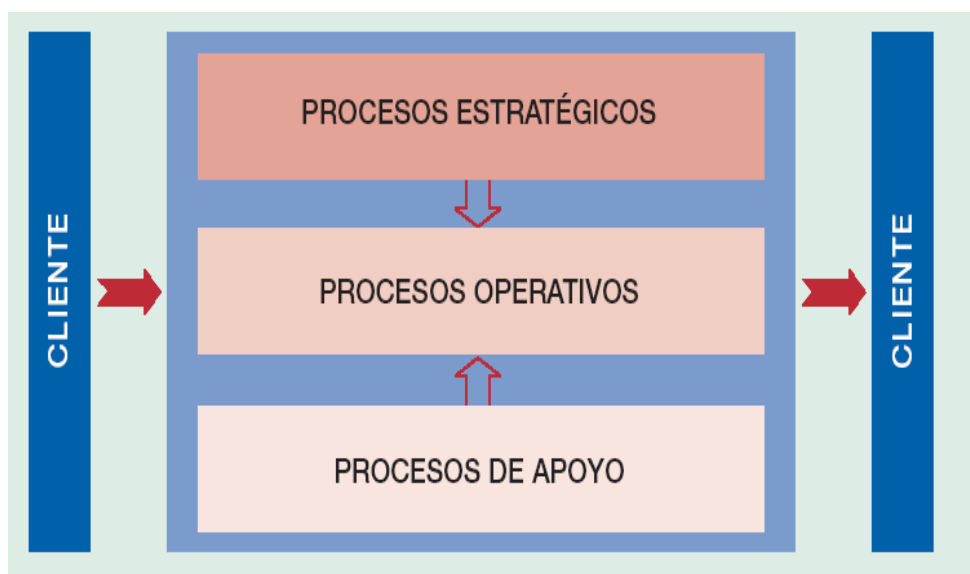 CLIENTE
PROCESOS ESTRATÉGICOS
PROCESOS OPERATIVOS
PROCESOS DE APOYO
CLIENTE